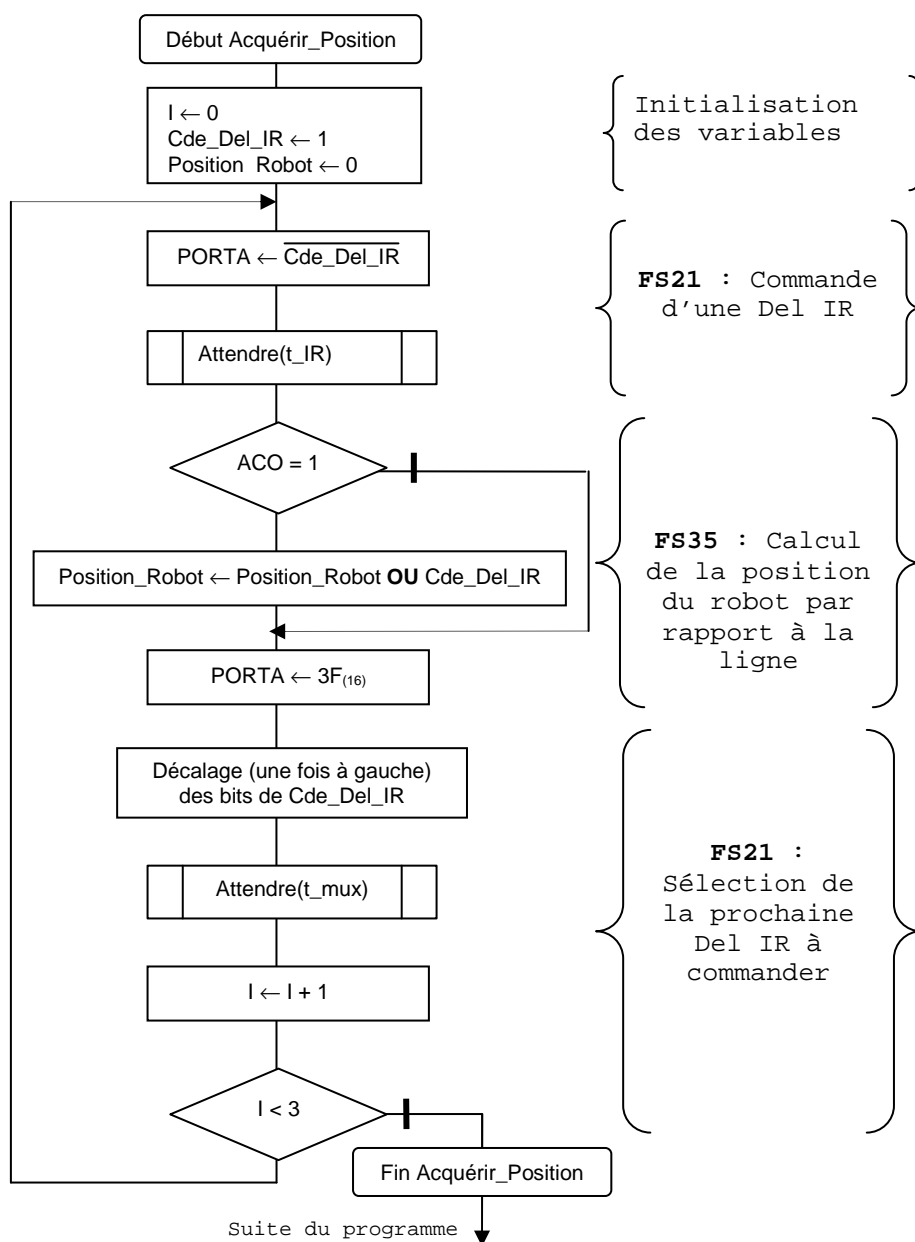 Début Acquérir_Position
I ← 0
Cde_Del_IR ← 1
Position_Robot ← 0
Initialisation
des variables
PORTA ← Cde_Del_IR
FS21 : Commande
d’une Del IR
Attendre(t_IR)
ACO = 1
Position_Robot ← Position_Robot OU Cde_Del_IR
FS35 : Calcul
de la position
du robot par
rapport à la
ligne
PORTA ← 3F(16)
Décalage (une fois à gauche)
des bits de Cde_Del_IR
Attendre(t_mux)
I ← I + 1
FS21 :
Sélection de
la prochaine
Del IR à
commander
I < 3
Fin Acquérir_Position
Suite du programme